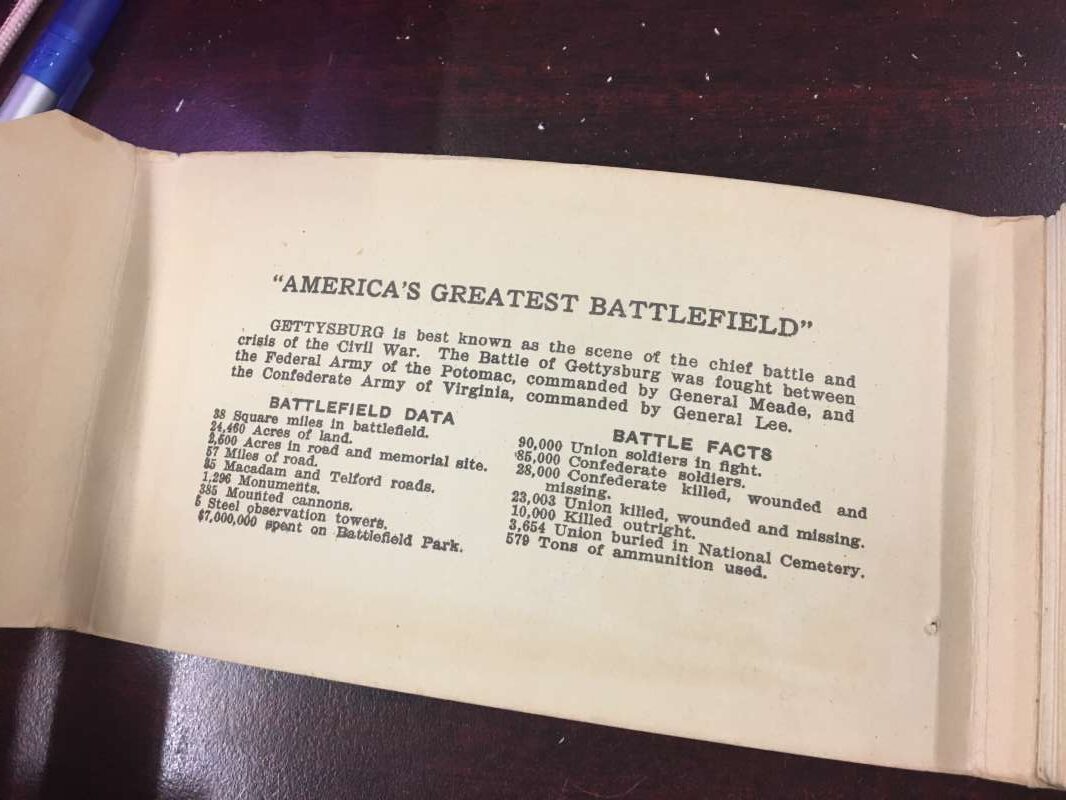 "AMERICA'S GREATEST BATTLEFIELD"
GETTYSBURG is best known as the scene of the chief battle and
crisis of the Civil War. The Battle of Gettysburg was fought between
the Federal Army of the Potomac, commanded by General Meade, and
the Confederate Army of Virginia, commanded by General Lee.
BATTLEFIELD DATA
38 Square miles in battlefield.
24,460 Acres of land.
2,500 Acres in road and memorial site.
57 Miles of road.
35 Macadam and Telford roads.
1,296 Monuments.
385 Mounted cannons.
5 Steel observation towers.
$7,000,000 spent on Battlefield Park.
BATTLE FACTS
90,000 Union soldiers in fight.
85,000 Confederate soldiers.
28,000 Confederate killed, wounded and
missing.
23,003 Union killed, wounded and missing.
10,000 Killed outright.
3,654 Union buried in National Cemetery.
579 Tons of ammunition used.